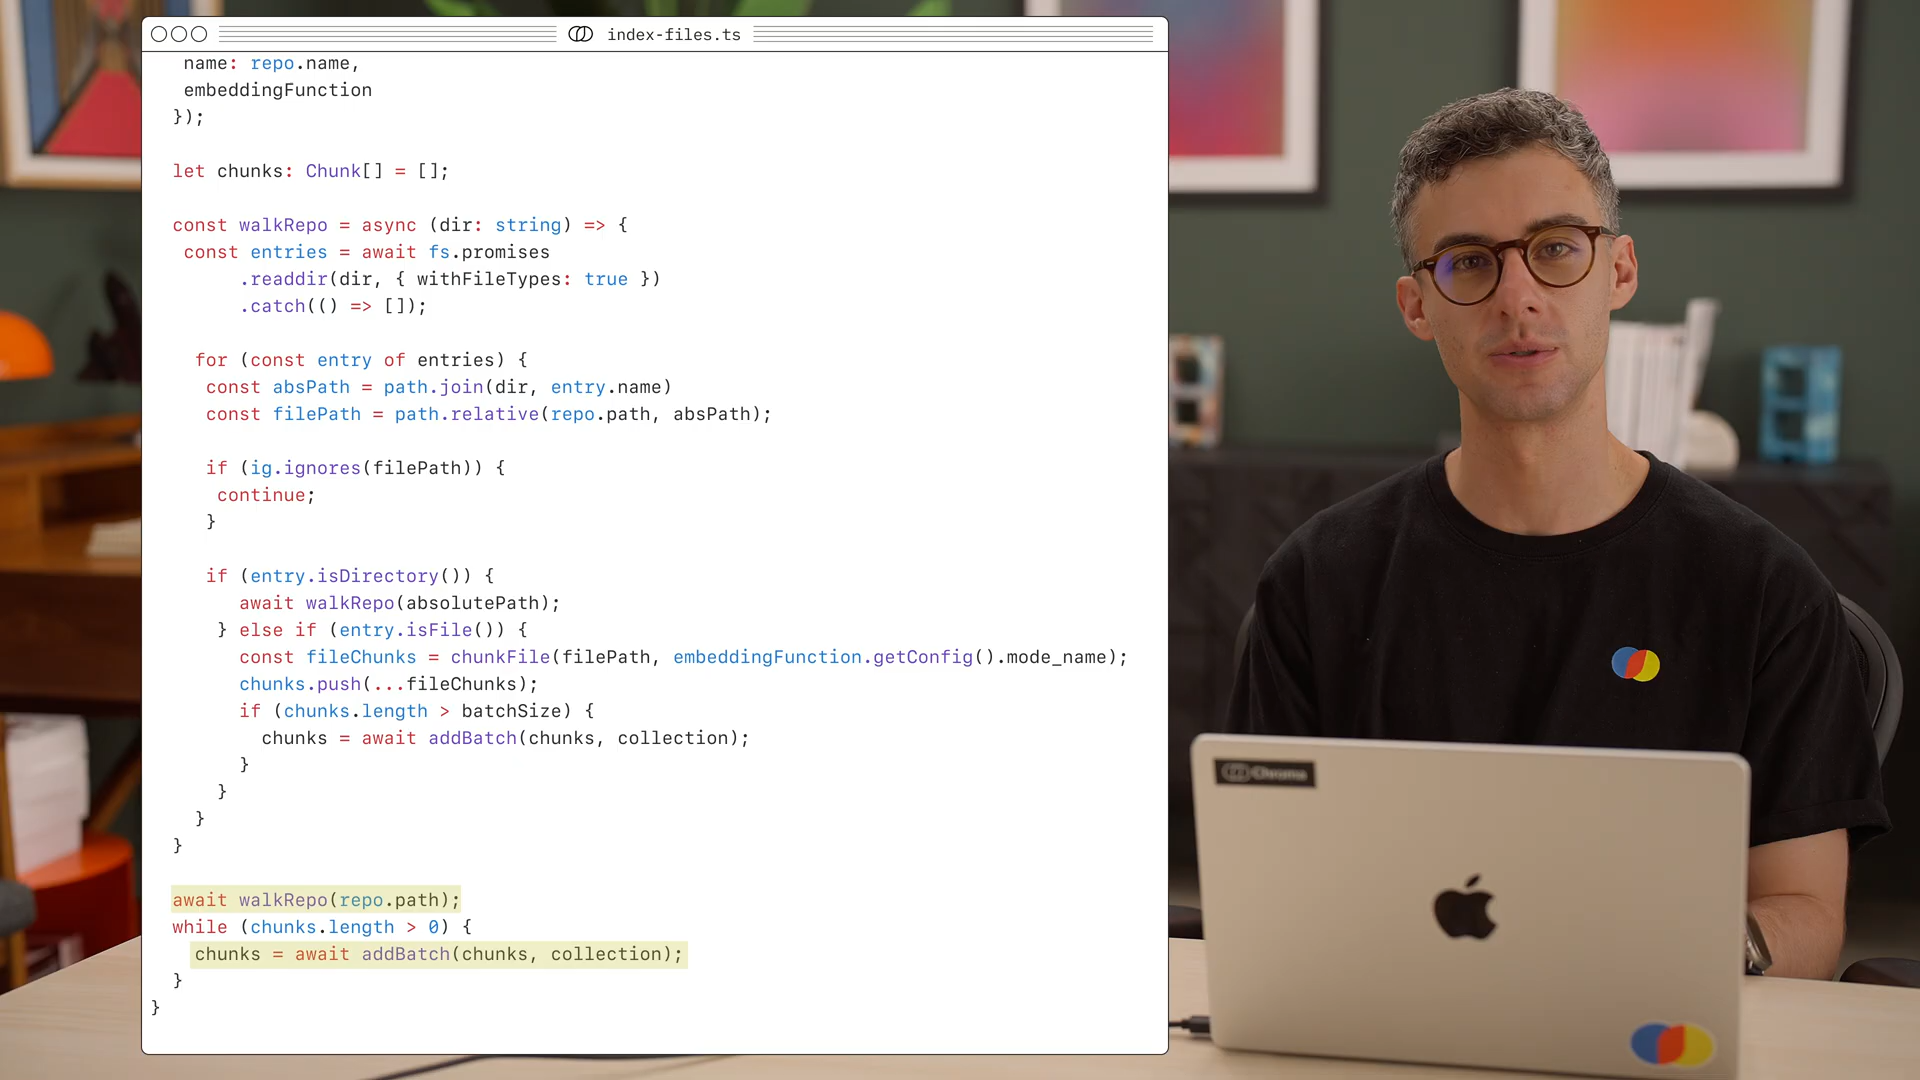 index-files.ts
name: repo.name,
embeddingFunction
});
let chunks: Chunk[] = [];
const walkRepo = async (dir: string) => {
const entries = await fs.promises
.readdir(dir, { withFileTypes: true })
.catch(() => []);
for (const entry of entries) {
const absPath = path.join(dir, entry.name)
const filePath = path.relative(repo.path, absPath);
if (ig.ignores(filePath)) {
continue;
}
if (entry.isDirectory()) {
await walkRepo(absolutePath);
} else if (entry.isFile()) {
const fileChunks = chunkFile(filePath, embeddingFunction.getConfig().mode_name);
chunks.push(...fileChunks);
if (chunks.length > batchSize) {
chunks = await addBatch(chunks, collection);
}
}
}
}
await walkRepo(repo.path);
while (chunks.length > 0) {
chunks = await addBatch(chunks, collection);
}
}
Chroma